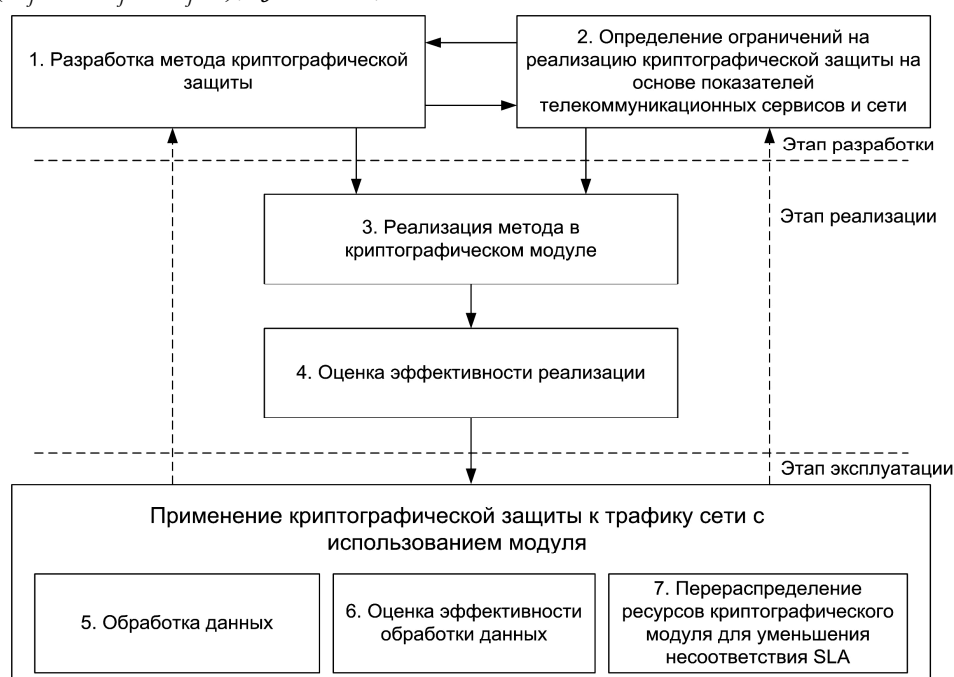 1. Разработка метода криптографической
защиты
2. Определение ограничений на
реализацию криптографической защиты на
основе показателей
телекоммуникационных сервисов и сети
Этап разработки
Этап реализации
3. Реализация метода в
криптографическом модуле
4. Оценка эффективности реализации
Этап эксплуатации
Применение криптографической защиты к трафику сети с
использованием модуля
5. Обработка данных
6. Оценка эффективности
обработки данных
7. Перераспределение
ресурсов криптографического
модуля для уменьшения
несоответствия SLA